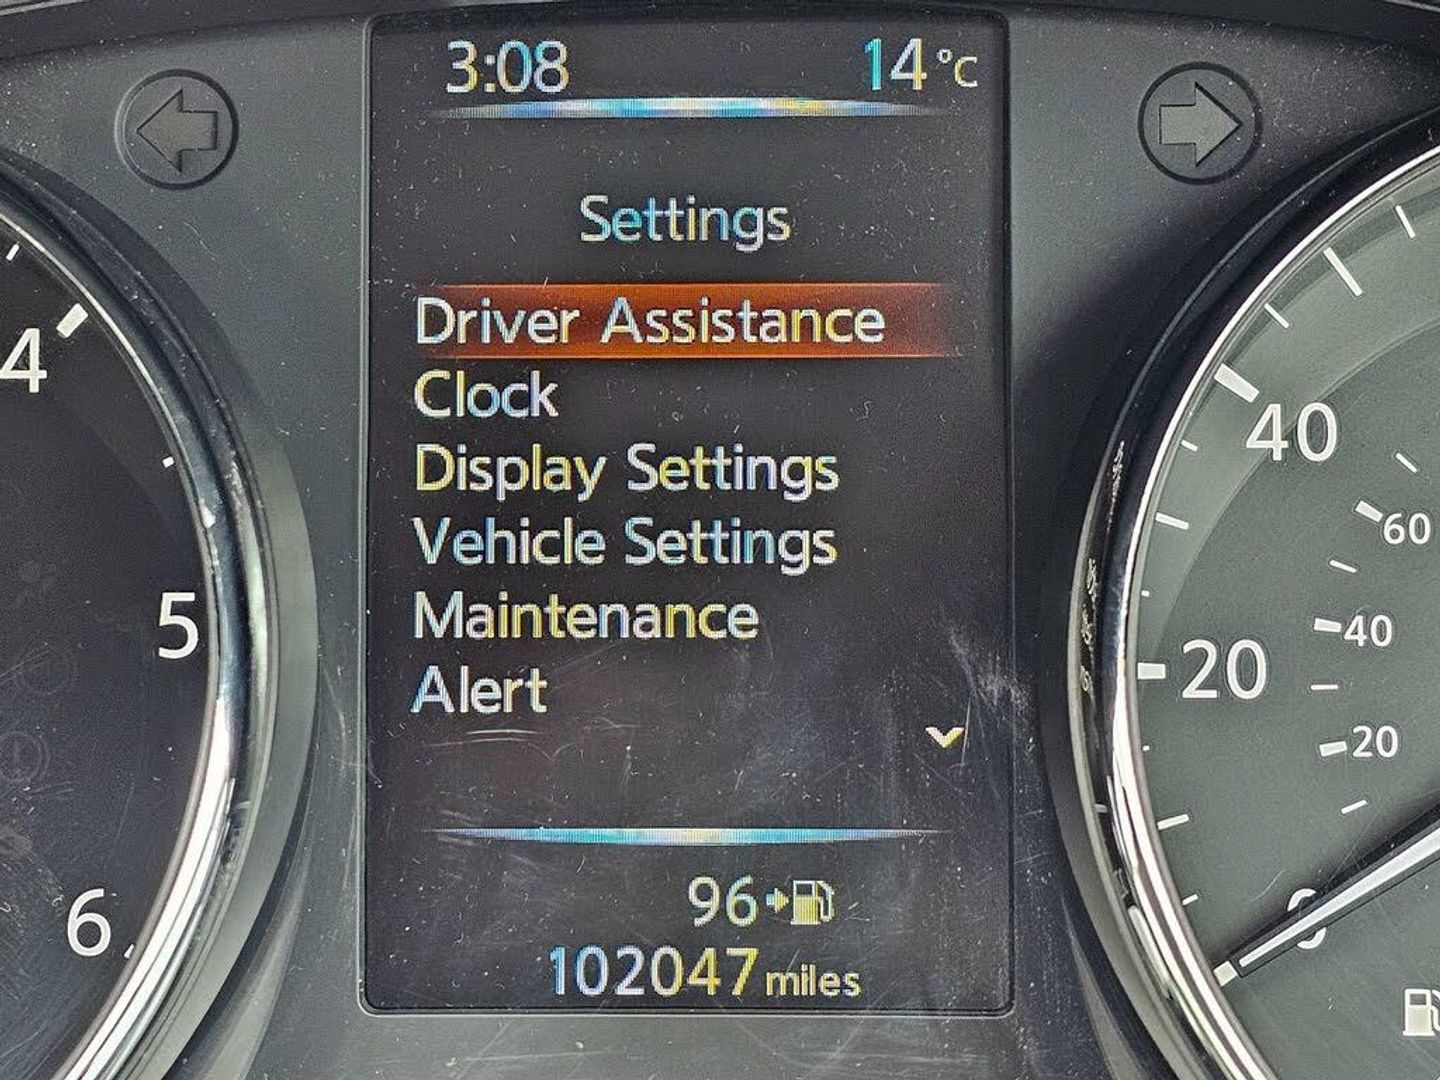 3:08 14°C
Settings
Driver Assistance
Clock
Display Settings
Vehicle Settings
Maintenance
Alert
96
102047 miles
4
5
6
40
20
0
60
40
20